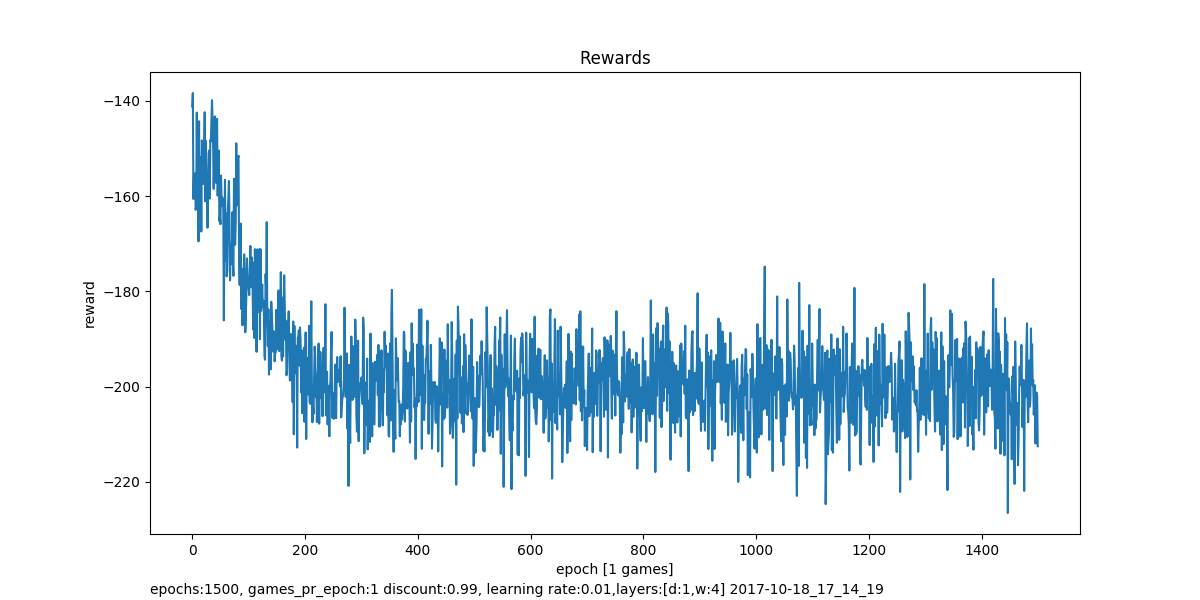 Rewards
−140
−160
−180
−200
−220
reward
0 200 400 600 800 1000 1200 1400
epoch [1 games]
epochs:1500, games_pr_epoch:1 discount:0.99, learning rate:0.01,layers:[d:1,w:4] 2017-10-18_17_14_19